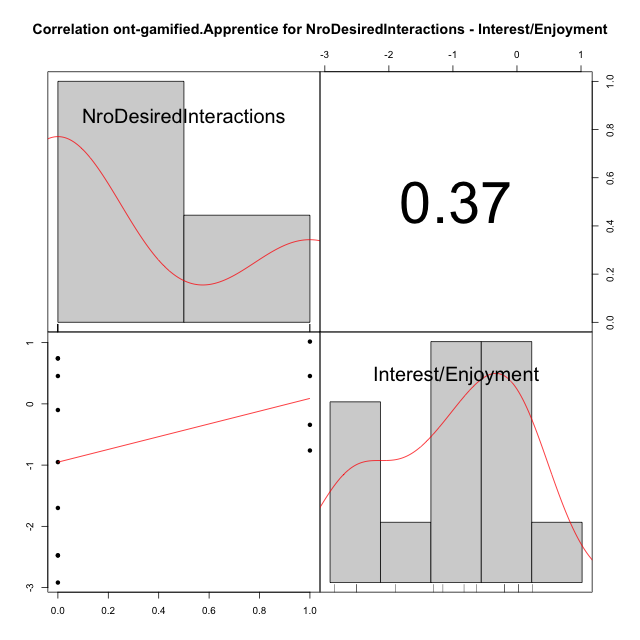 Correlation ont-gamified.Apprentice for NroDesiredInteractions - Interest/Enjoyment
-3 -2 -1 0 1
NroDesiredInteractions
0.37
0.0 0.2 0.4 0.6 0.8 1.0
Interest/Enjoyment
-3 -2 -1 0 1
0.0 0.2 0.4 0.6 0.8 1.0